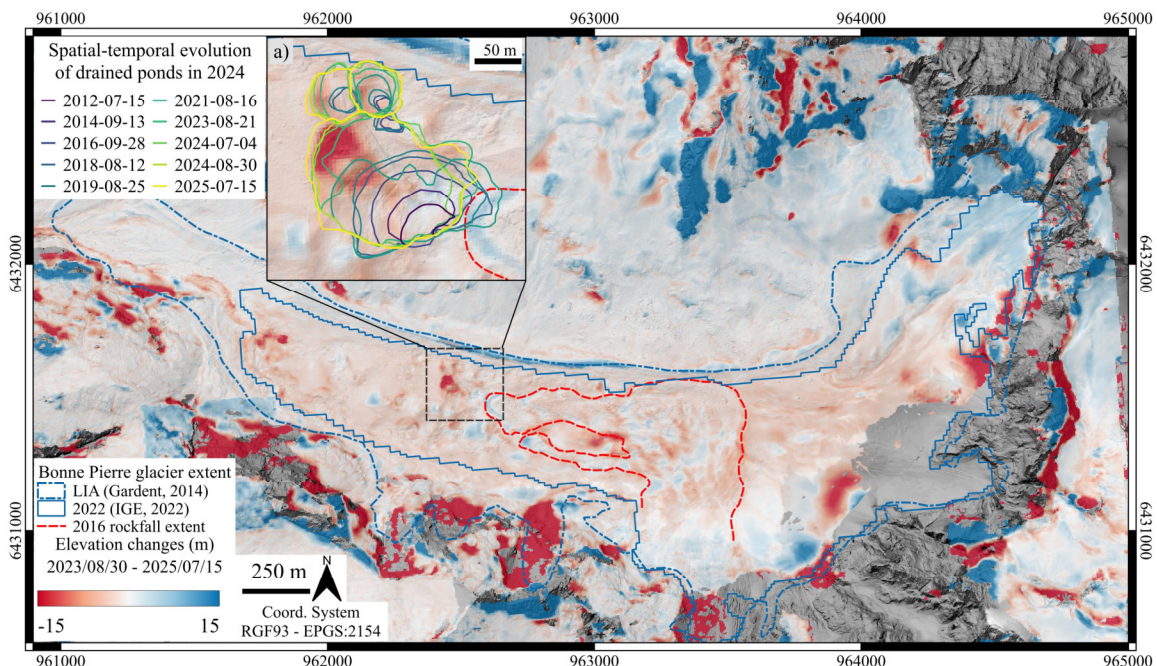 961000 962000 963000 964000 965000
Spatial-temporal evolution
of drained ponds in 2024
2012-07-15 2021-08-16
2014-09-13 2023-08-21
2016-09-28 2024-07-04
2018-08-12 2024-08-30
2019-08-25 2025-07-15
a)
50 m
6432000
6432000
6431000
6431000
Bonne Pierre glacier extent
LIA (Gardent, 2014)
2022 (IGE, 2022)
2016 rockfall extent
Elevation changes (m)
2023/08/30 - 2025/07/15
-15 15
250 m
N
Coord. System
RGF93 - EPGS:2154
961000 962000 963000 964000 965000